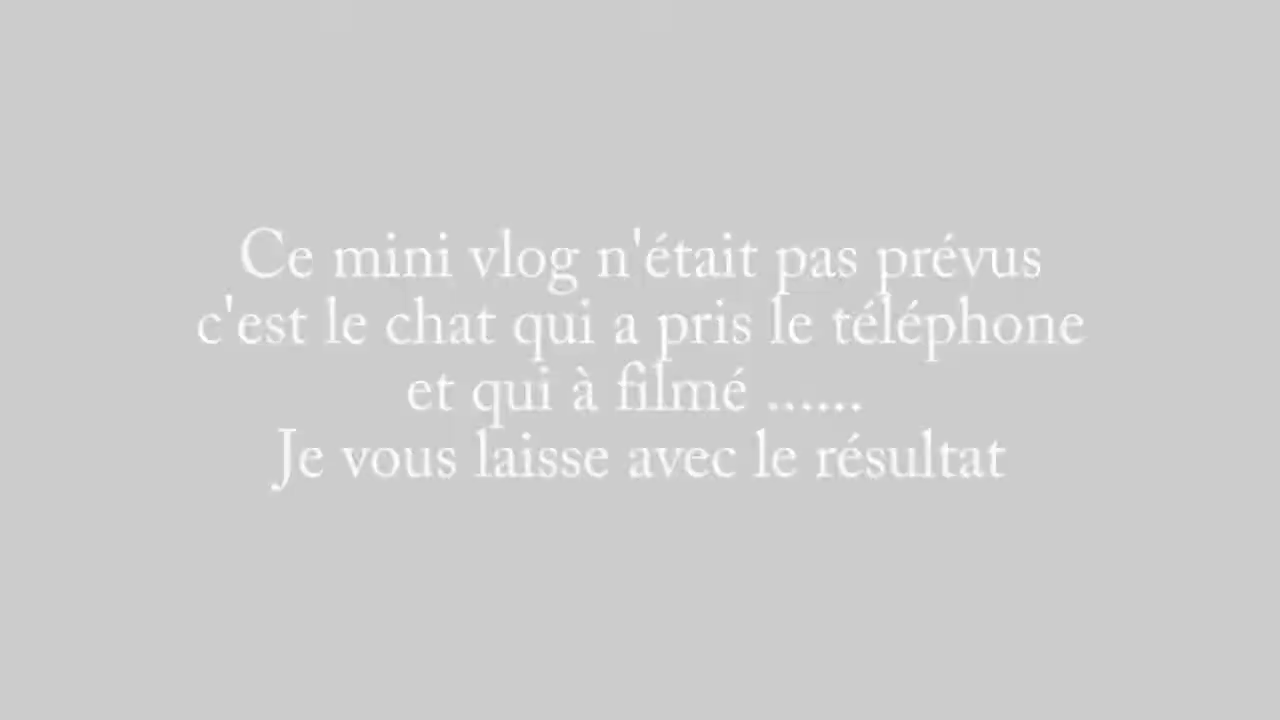 Ce mini vlog n'était pas prévus
c'est le chat qui a pris le téléphone
et qui à filmé ......
Je vous laisse avec le résultat